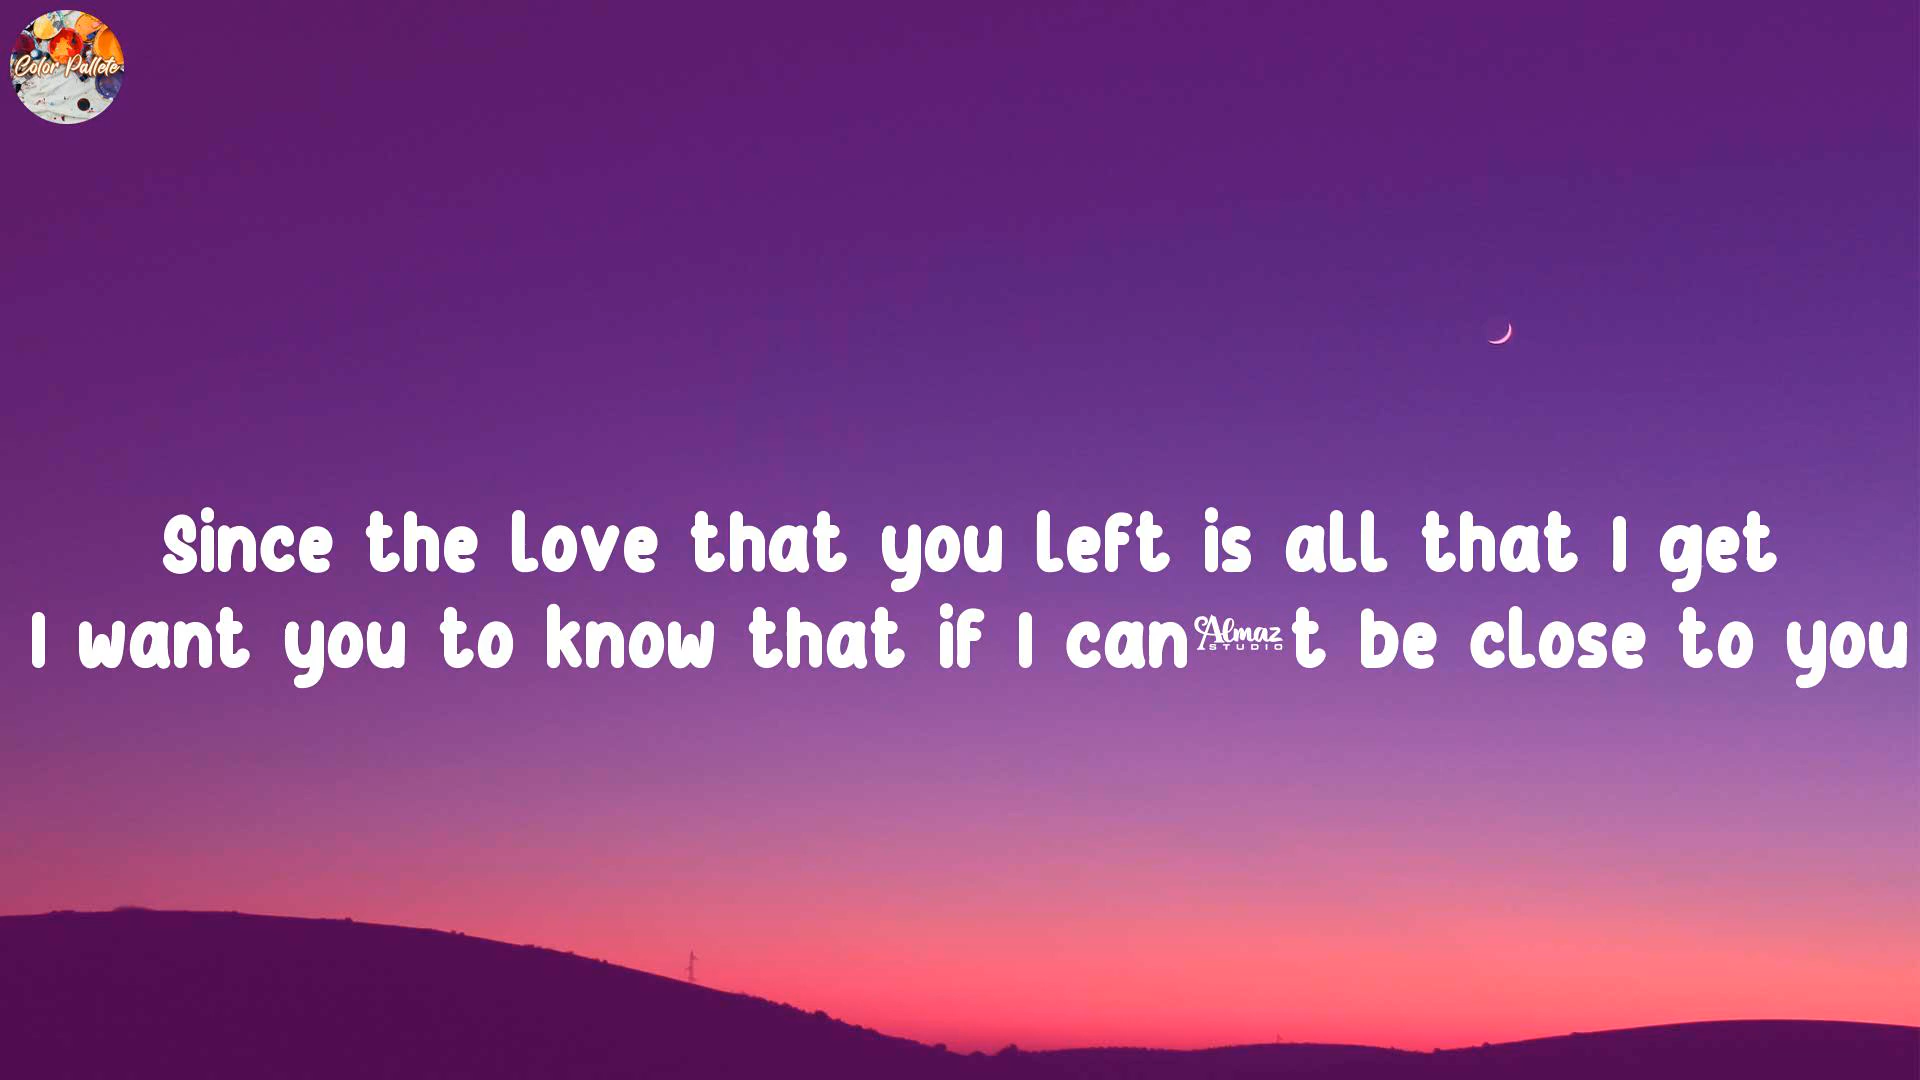 Color Pallete
Since the love that you left is all that I get
I want you to know that if I can Almaz STUDIO t be close to you